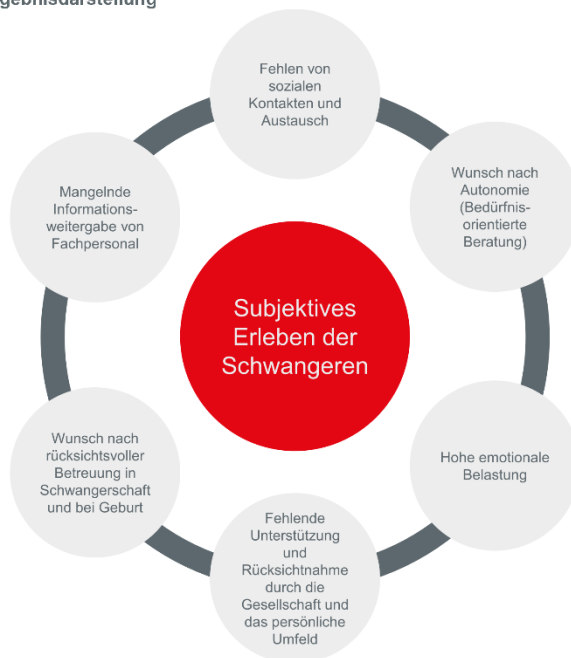 gebnisdarstellung
Fehlen von
sozialen
Kontakten und
Austausch
Wunsch nach
Autonomie
(Bedürfnis-
orientierte
Beratung)
Mangelnde
Informations-
weitergabe von
Fachpersonal
Subjektives
Erleben der
Schwangeren
Hohe emotionale
Belastung
Wunsch nach
rücksichtsvoller
Betreuung in
Schwangerschaft
und bei Geburt
Fehlende
Unterstützung
und
Rücksichtnahme
durch die
Gesellschaft und
das persönliche
Umfeld